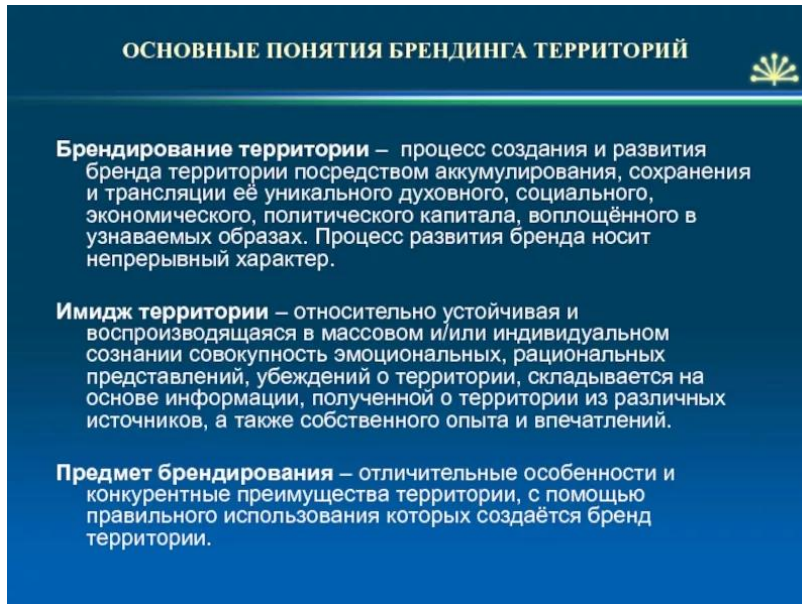 ОСНОВНЫЕ ПОНЯТИЯ БРЕНДИНГА ТЕРРИТОРИЙ
Брендирование территории – процесс создания и развития
бренда территории посредством аккумулирования, сохранения
и трансляции её уникального духовного, социального,
экономического, политического капитала, воплощённого в
узнаваемых образах. Процесс развития бренда носит
непрерывный характер.
Имидж территории – относительно устойчивая и
воспроизводящаяся в массовом и/или индивидуальном
сознании совокупность эмоциональных, рациональных
представлений, убеждений о территории, складывается на
основе информации, полученной о территории из различных
источников, а также собственного опыта и впечатлений.
Предмет брендирования – отличительные особенности и
конкурентные преимущества территории, с помощью
правильного использования которых создаётся бренд
территории.